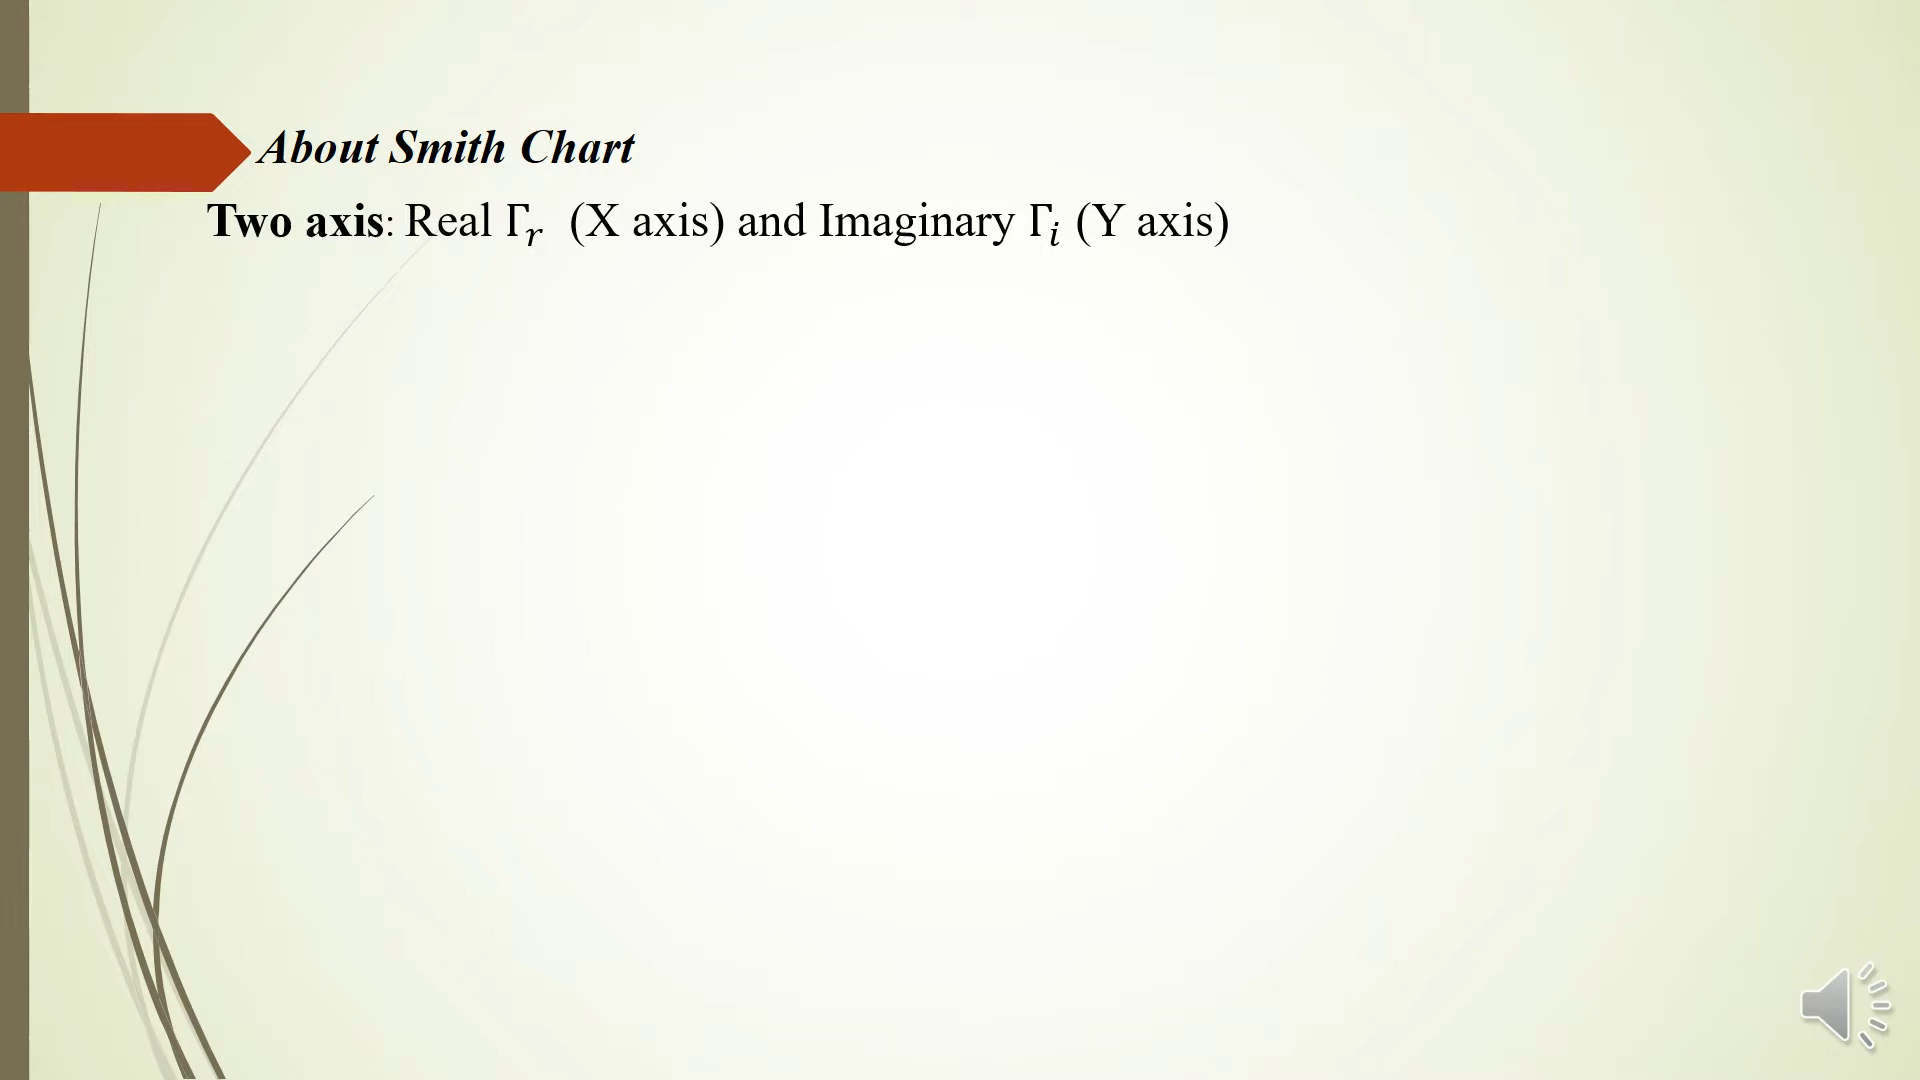 About Smith Chart
Two axis: Real Γᵣ (X axis) and Imaginary Γᵢ (Y axis)